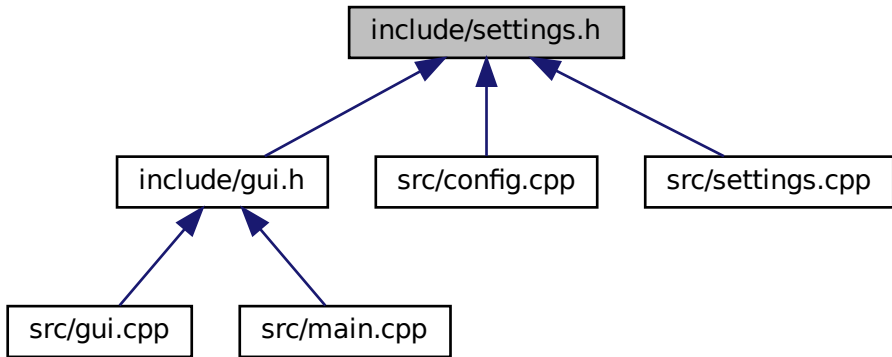 include/settings.h
include/gui.h
src/config.cpp
src/settings.cpp
src/gui.cpp
src/main.cpp